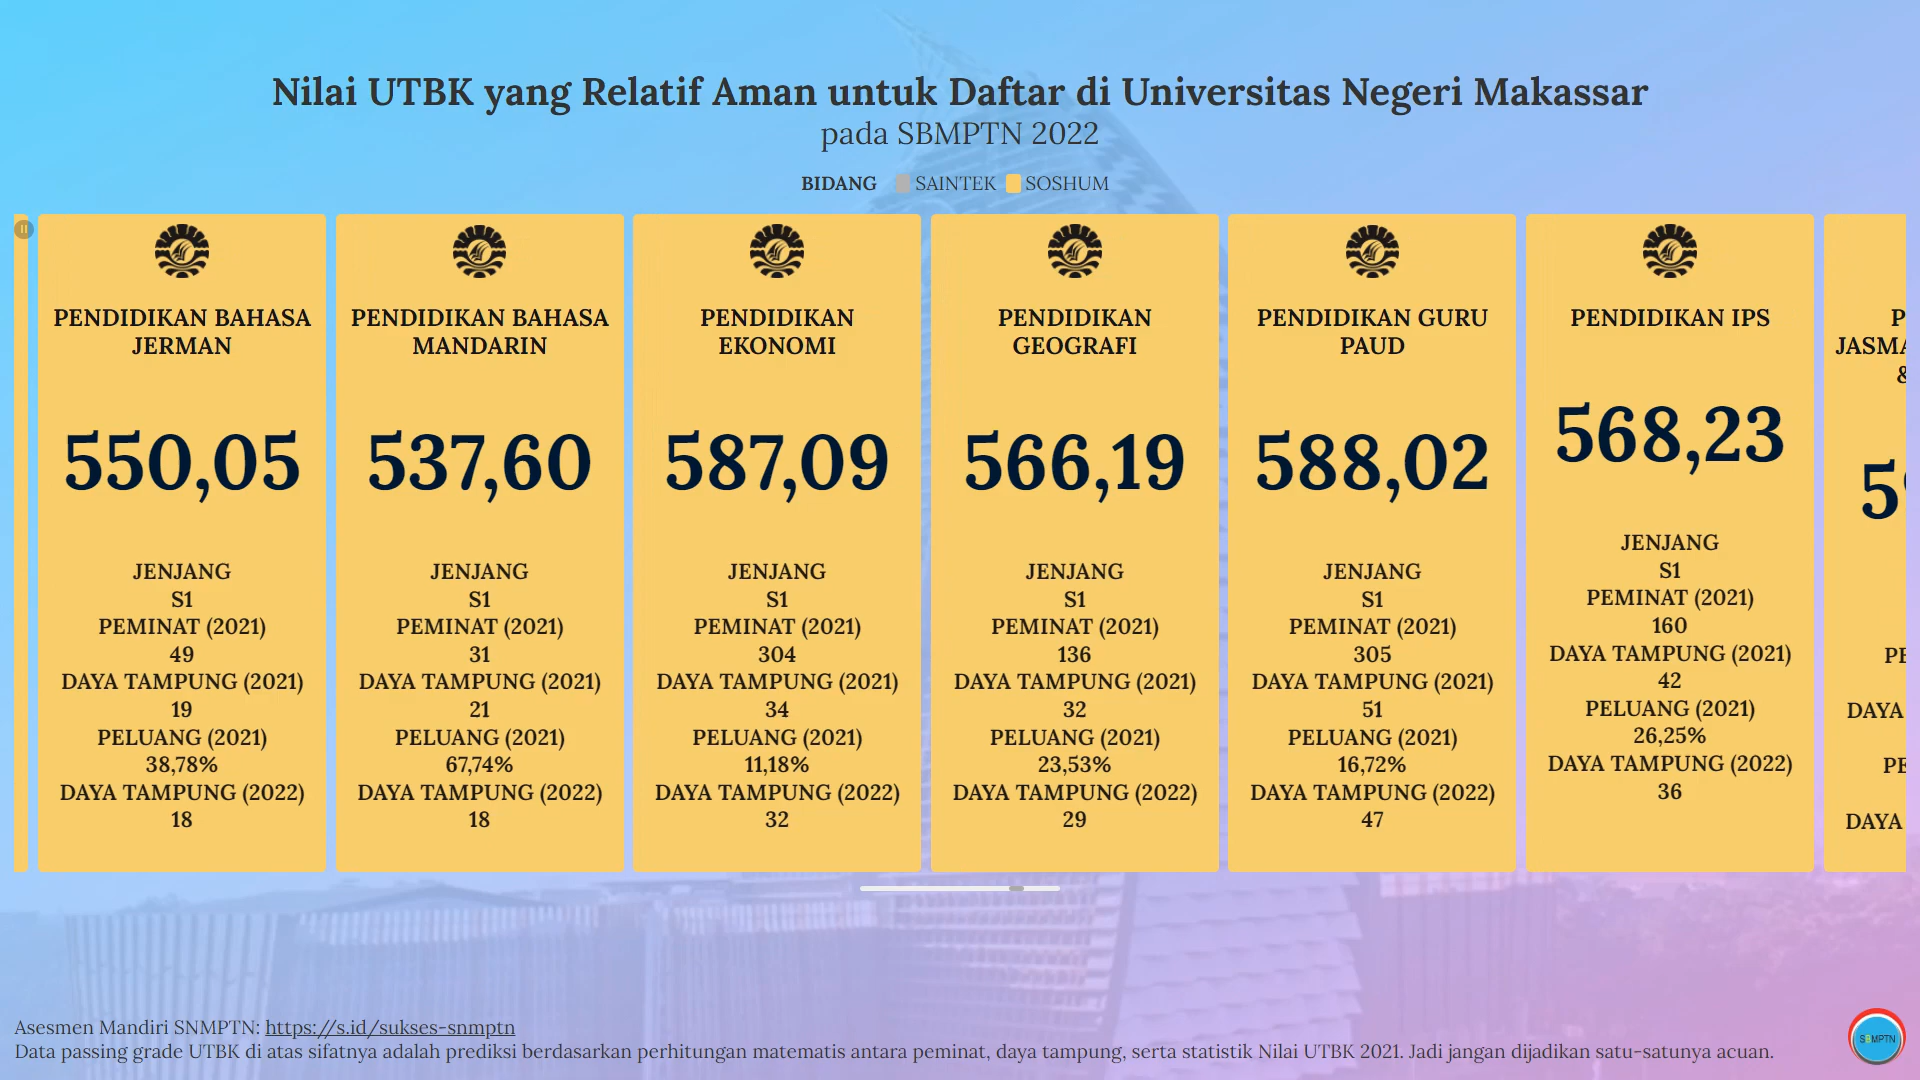 Nilai UTBK yang Relatif Aman untuk Daftar di Universitas Negeri Makassar
pada SBMPTN 2022
BIDANG SAINTEK SOSHUM
PENDIDIKAN BAHASA
JERMAN
550,05
JENJANG
S1
PEMINAT (2021)
49
DAYA TAMPUNG (2021)
19
PELUANG (2021)
38,78%
DAYA TAMPUNG (2022)
18
PENDIDIKAN BAHASA
MANDARIN
537,60
JENJANG
S1
PEMINAT (2021)
31
DAYA TAMPUNG (2021)
21
PELUANG (2021)
67,74%
DAYA TAMPUNG (2022)
18
PENDIDIKAN
EKONOMI
587,09
JENJANG
S1
PEMINAT (2021)
304
DAYA TAMPUNG (2021)
34
PELUANG (2021)
11,18%
DAYA TAMPUNG (2022)
32
PENDIDIKAN
GEOGRAFI
566,19
JENJANG
S1
PEMINAT (2021)
136
DAYA TAMPUNG (2021)
32
PELUANG (2021)
23,53%
DAYA TAMPUNG (2022)
29
PENDIDIKAN GURU
PAUD
588,02
JENJANG
S1
PEMINAT (2021)
305
DAYA TAMPUNG (2021)
51
PELUANG (2021)
16,72%
DAYA TAMPUNG (2022)
47
PENDIDIKAN IPS
568,23
JENJANG
S1
PEMINAT (2021)
160
DAYA TAMPUNG (2021)
42
PELUANG (2021)
26,25%
DAYA TAMPUNG (2022)
36
DAYA
DAYA
Asesmen Mandiri SNMPTN: https://s.id/sukses-snmptn
Data passing grade UTBK di atas sifatnya adalah prediksi berdasarkan perhitungan matematis antara peminat, daya tampung, serta statistik Nilai UTBK 2021. Jadi jangan dijadikan satu-satunya acuan.
SBMPTN